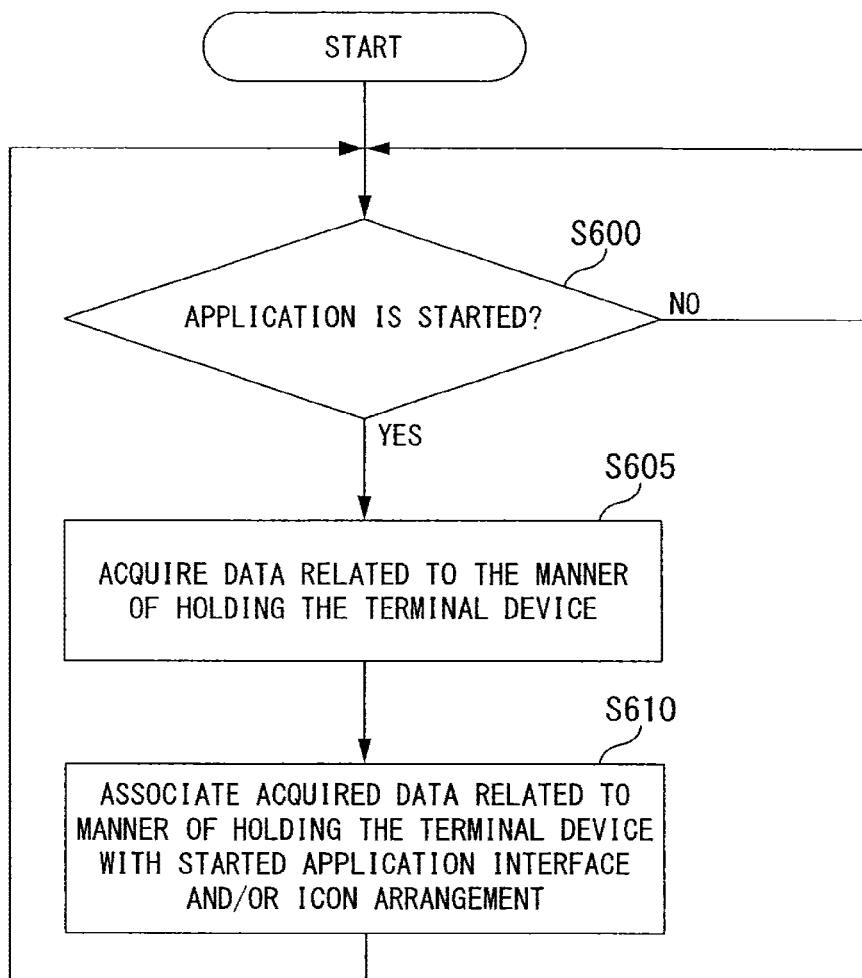 START
S600
APPLICATION IS STARTED?
NO
YES
S605
ACQUIRE DATA RELATED TO THE MANNER
OF HOLDING THE TERMINAL DEVICE
S610
ASSOCIATE ACQUIRED DATA RELATED TO
MANNER OF HOLDING THE TERMINAL DEVICE
WITH STARTED APPLICATION INTERFACE
AND/OR ICON ARRANGEMENT